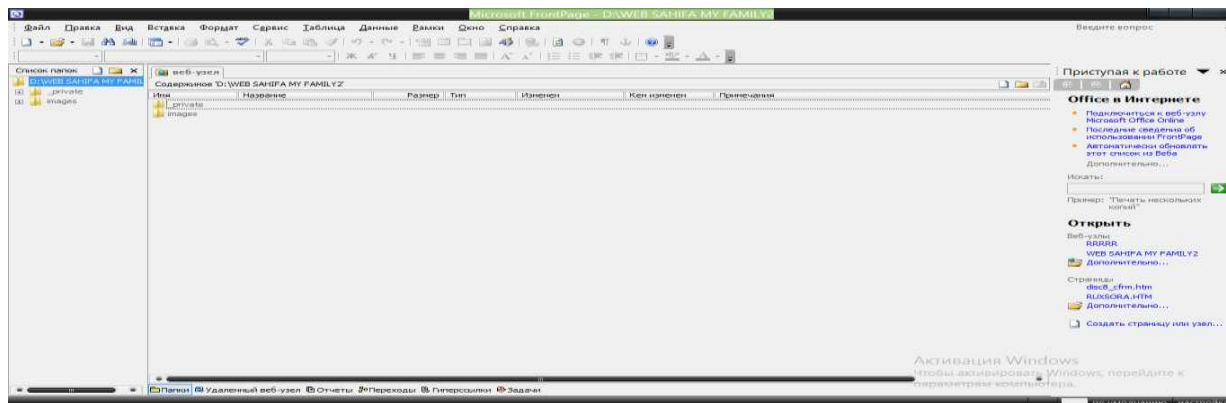 Microsoft FrontPage - D:\WEB SAHIFA MY FAMILY2
Файл Правка Вид Вставка Формат Сервис Таблица Данные Рамки Окно Справка
Введите вопрос
Список папок
веб-узел
Приступая к работе
D:\WEB SAHIFA MY FAMIL
Содержимое 'D:\WEB SAHIFA MY FAMILY2'
_private
images
Имя Название Размер Тип Изменен Кем изменен Примечания
_private
images
Office в Интернете
Подключиться к веб-узлу
Microsoft Office Online
Последние сведения об
использовании FrontPage
Автоматически обновлять
этот список из Веба
Дополнительно...
Искать:
Пример: "Печать нескольких
копий"
Открыть
Веб-узлы
RRRRR
WEB SAHIFA MY FAMILY2
Дополнительно...
Страницы
disc8_cfrm.htm
RUXSORA.HTM
Дополнительно...
Создать страницу или узел...
Активация Windows
Чтобы активировать Windows, перейдите к
параметрам компьютера.
Папки Удаленный веб-узел Отчеты Переходы Гиперссылки Задачи